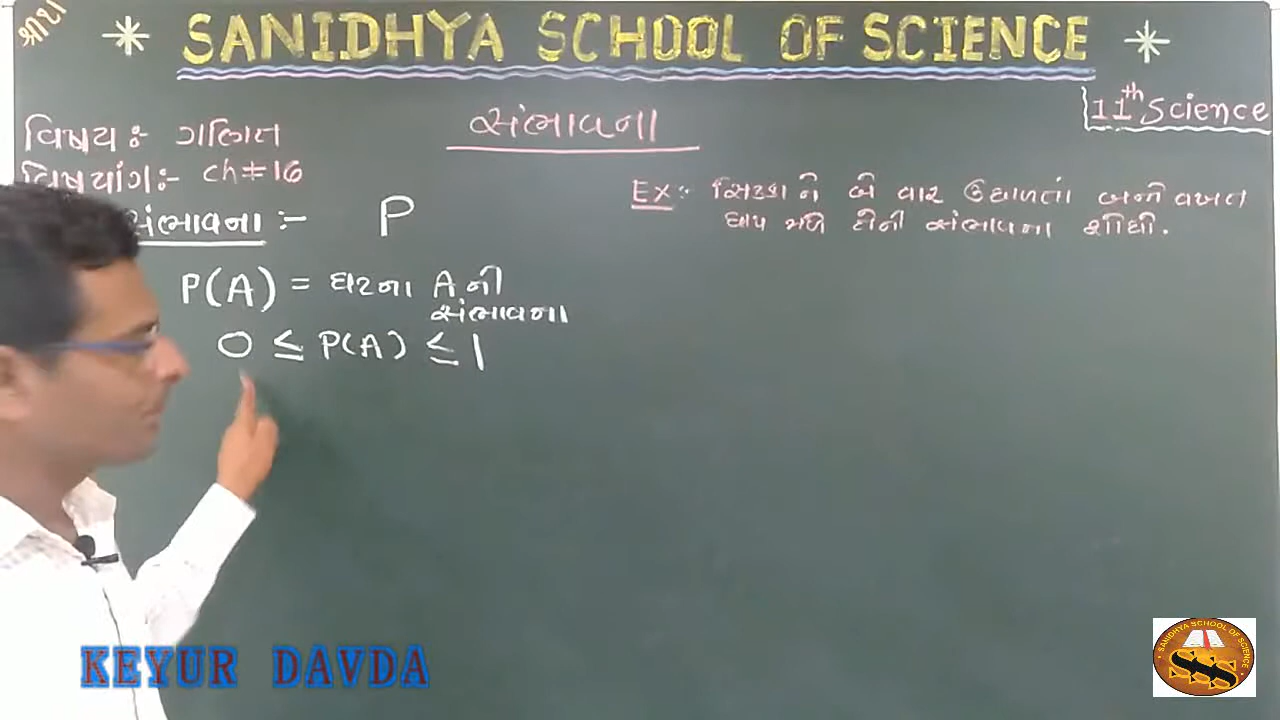 SANIDHYA SCHOOL OF SCIENCE
11th Science
સંભાવના
વિષય :- ગણિત
વિષયાંગ :- Ch # 16
સંભાવના :- P
P(A) = ઘટના A ની
સંભાવના
0 ≤ P(A) ≤ 1
EX :- સિક્કા ને બે વાર ઉછાળતાં બન્ને વખત
છાપ મળે તેની સંભાવના શોધો.
KEYUR DAVDA
SANIDHYA SCHOOL OF SCIENCE
SSS